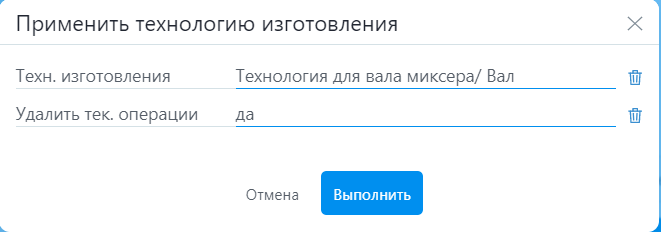 Применить технологию изготовления
Техн. изготовления Технология для вала миксера/ Вал
Удалить тек. операции да
Отмена Выполнить